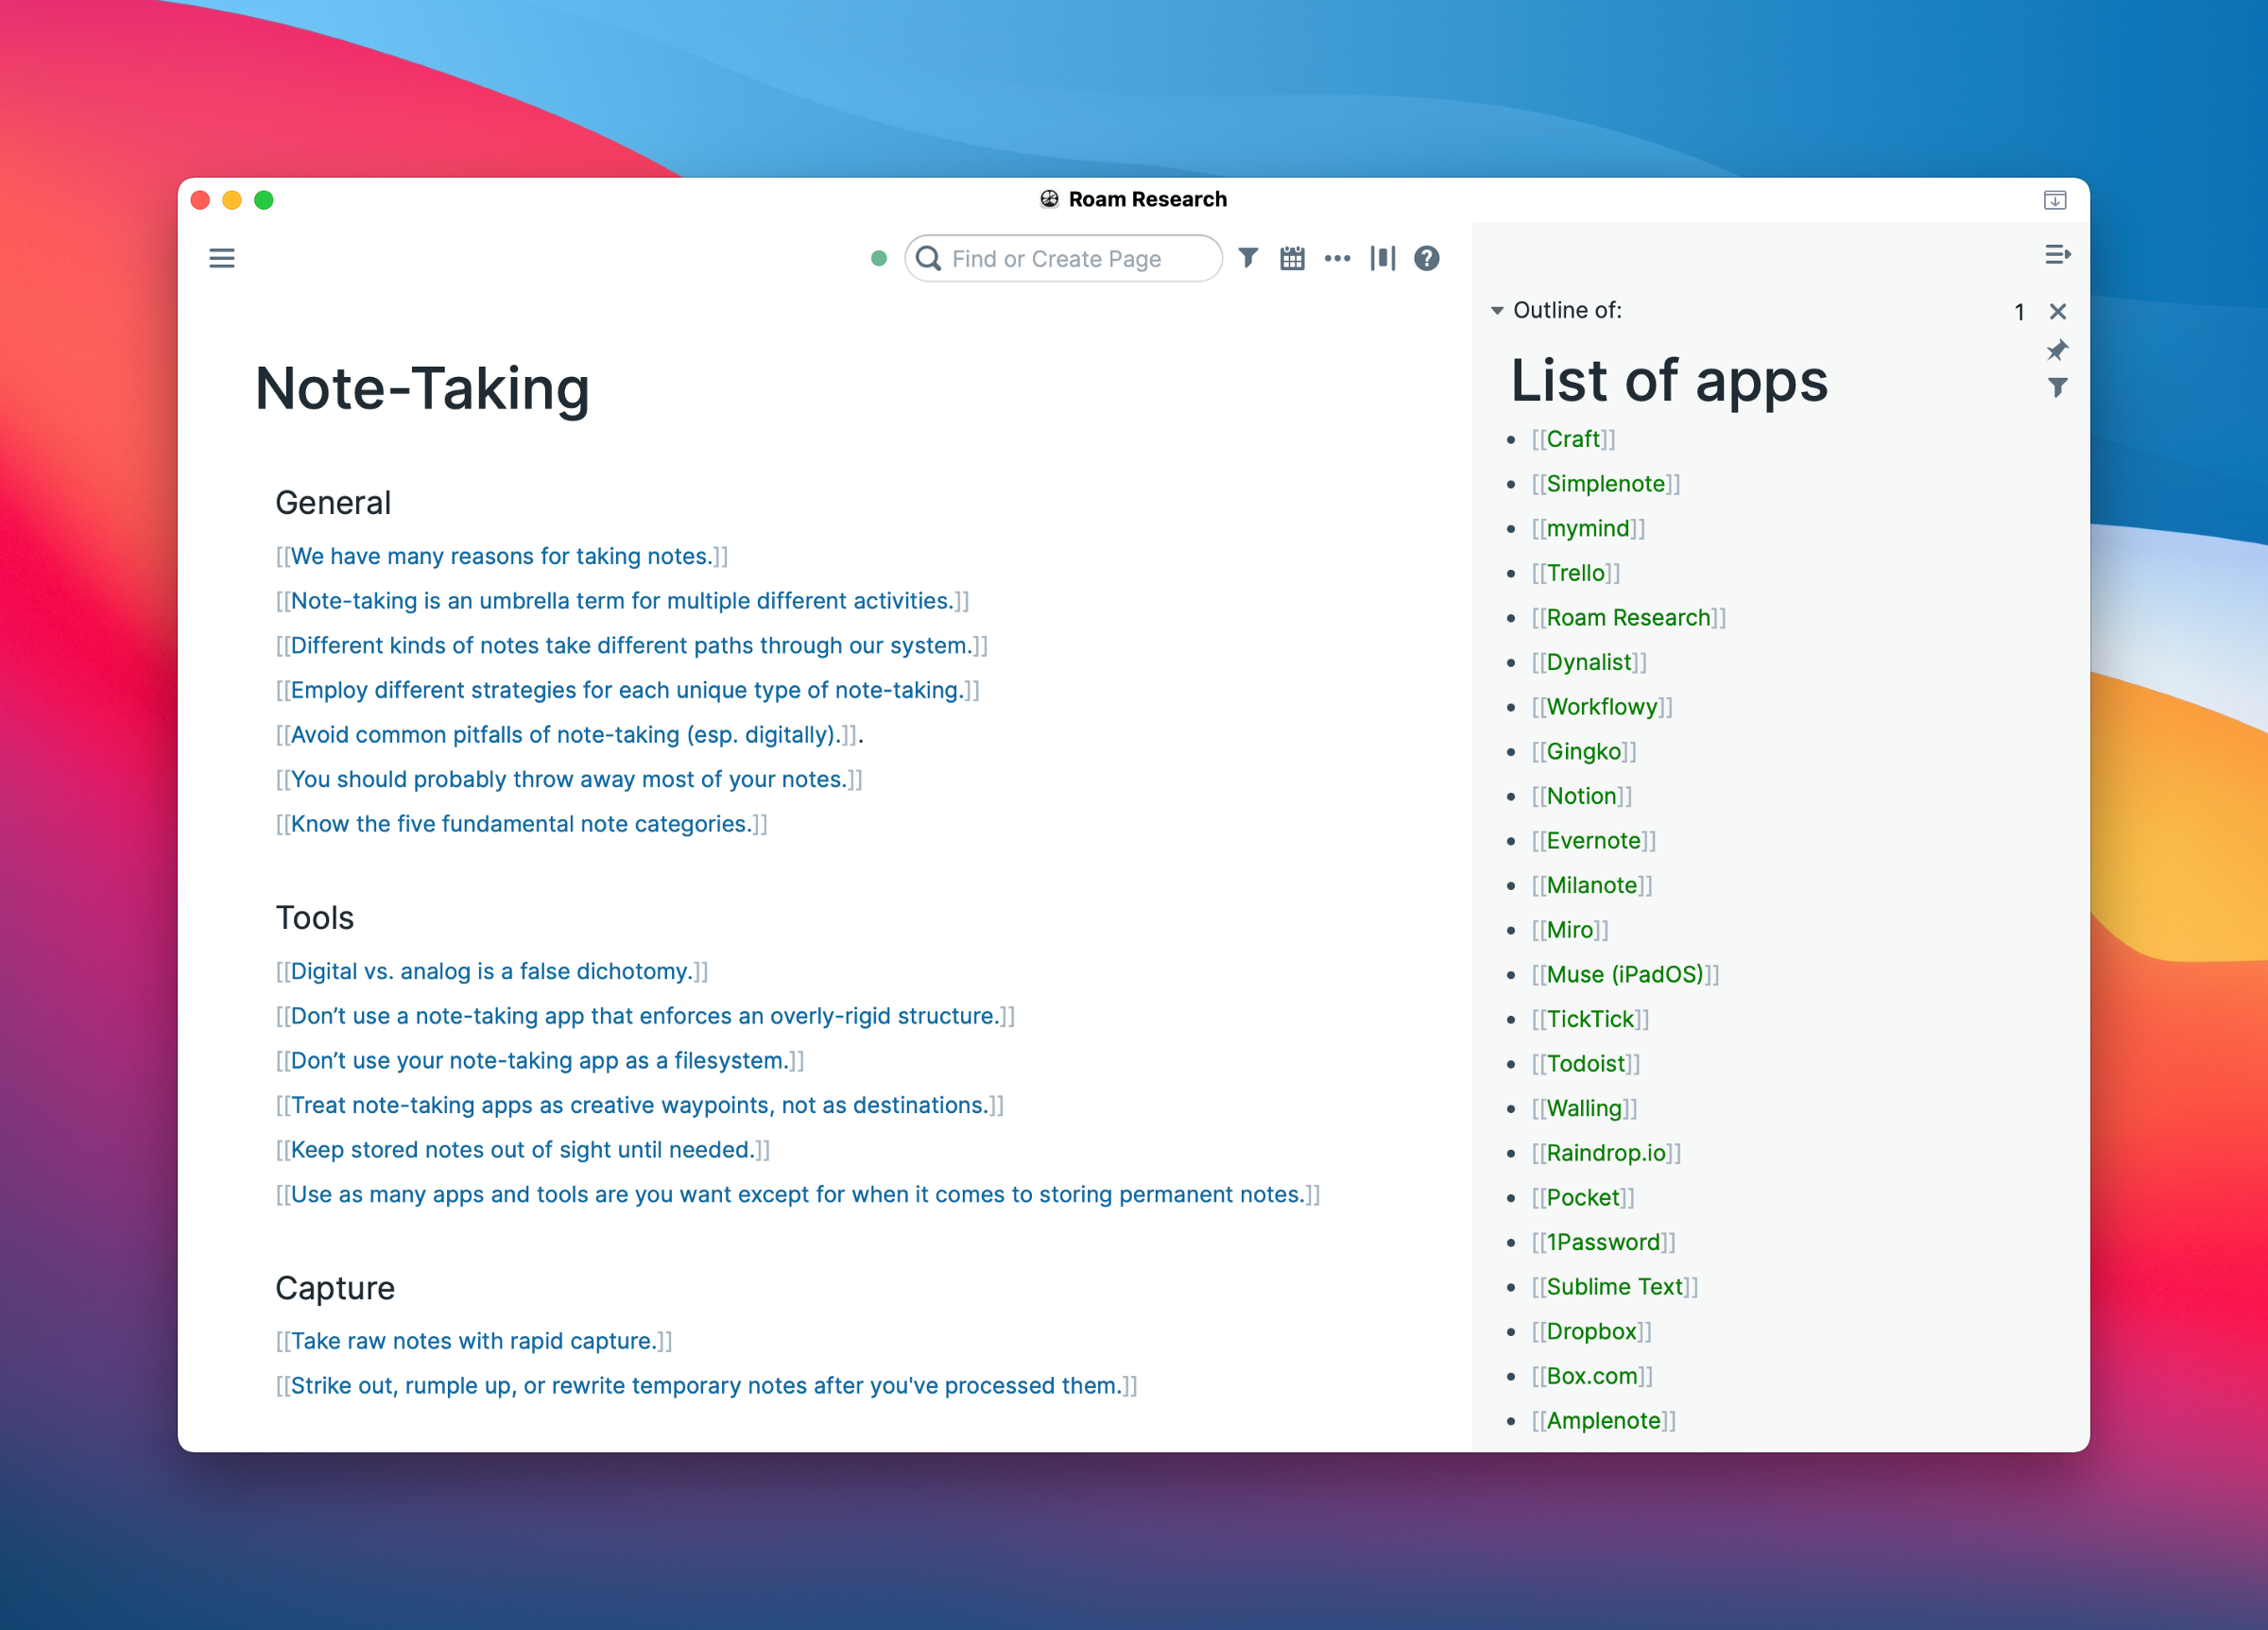 Roam Research
Find or Create Page
Note-Taking
General
[[We have many reasons for taking notes.]]
[[Note-taking is an umbrella term for multiple different activities.]]
[[Different kinds of notes take different paths through our system.]]
[[Employ different strategies for each unique type of note-taking.]]
[[Avoid common pitfalls of note-taking (esp. digitally).]].
[[You should probably throw away most of your notes.]]
[[Know the five fundamental note categories.]]
Tools
[[Digital vs. analog is a false dichotomy.]]
[[Don’t use a note-taking app that enforces an overly-rigid structure.]]
[[Don’t use your note-taking app as a filesystem.]]
[[Treat note-taking apps as creative waypoints, not as destinations.]]
[[Keep stored notes out of sight until needed.]]
[[Use as many apps and tools are you want except for when it comes to storing permanent notes.]]
Capture
[[Take raw notes with rapid capture.]]
[[Strike out, rumple up, or rewrite temporary notes after you've processed them.]]
Outline of: 1
List of apps
[[Craft]]
[[Simplenote]]
[[mymind]]
[[Trello]]
[[Roam Research]]
[[Dynalist]]
[[Workflowy]]
[[Gingko]]
[[Notion]]
[[Evernote]]
[[Milanote]]
[[Miro]]
[[Muse (iPadOS)]]
[[TickTick]]
[[Todoist]]
[[Walling]]
[[Raindrop.io]]
[[Pocket]]
[[1Password]]
[[Sublime Text]]
[[Dropbox]]
[[Box.com]]
[[Amplenote]]